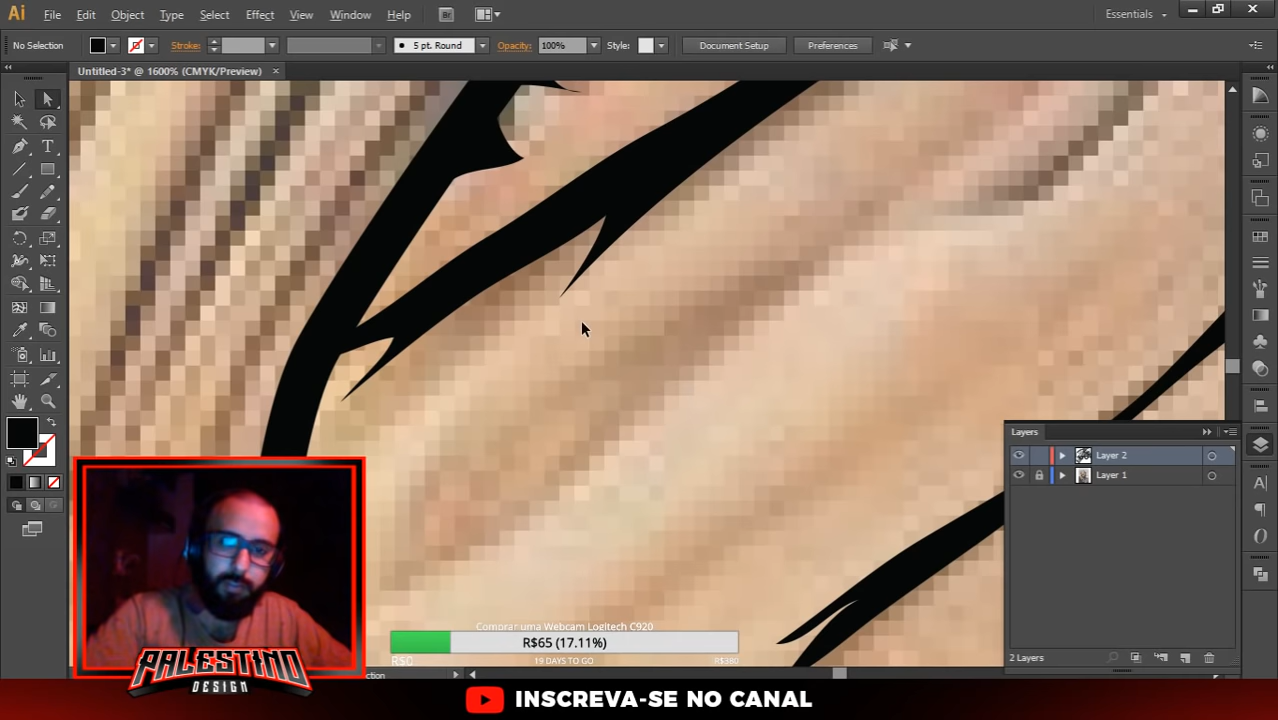 Ai File Edit Object Type Select Effect View Window Help Br Essentials
No Selection Stroke: 5 pt. Round Opacity: 100% Style: Document Setup Preferences
Untitled-3* @ 1600% (CMYK/Preview)
Layers
Layer 2
Layer 1
2 Layers
Comprar uma Webcam Logitech C920
R$65 (17.11%)
R$0 19 DAYS TO GO R$380
PALESTINO
DESIGN
INSCREVA-SE NO CANAL